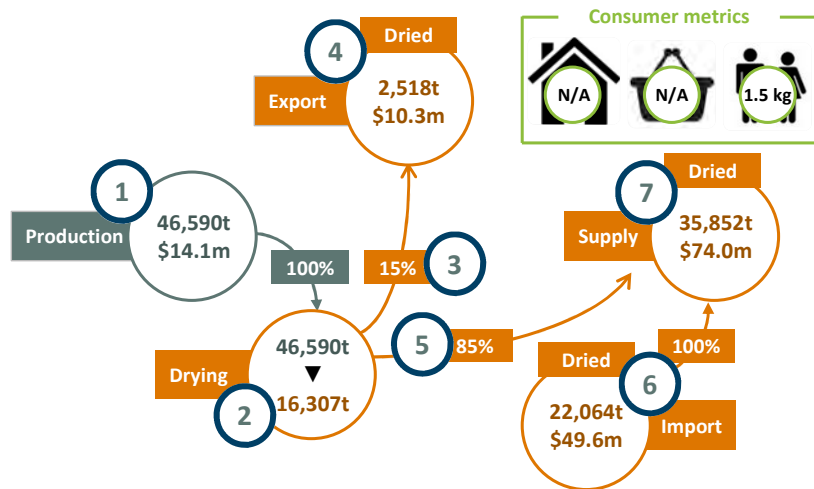 Consumer metrics
N/A
N/A
1.5 kg
4
Dried
Export
2,518t
$10.3m
1
Production
46,590t
$14.1m
100%
15%
3
7
Dried
Supply
35,852t
$74.0m
Drying
2
46,590t
▼
16,307t
5
85%
Dried
100%
6
22,064t
$49.6m
Import